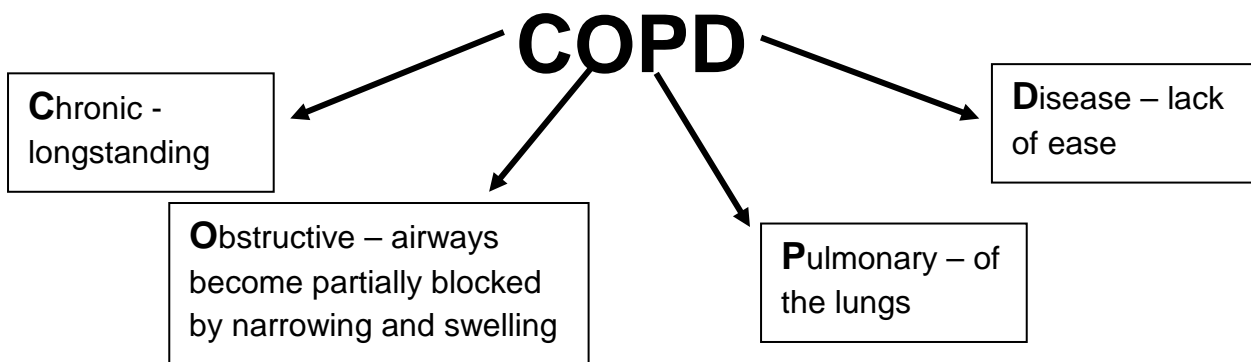 COPD
Chronic -
longstanding
Obstructive – airways
become partially blocked
by narrowing and swelling
Pulmonary – of
the lungs
Disease – lack
of ease